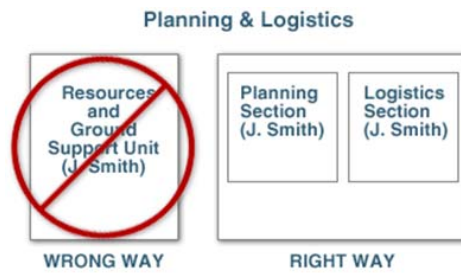 Planning & Logistics
Resources
and
Ground
Support Unit
(J. Smith)
Planning
Section
(J. Smith)
Logistics
Section
(J. Smith)
WRONG WAY
RIGHT WAY